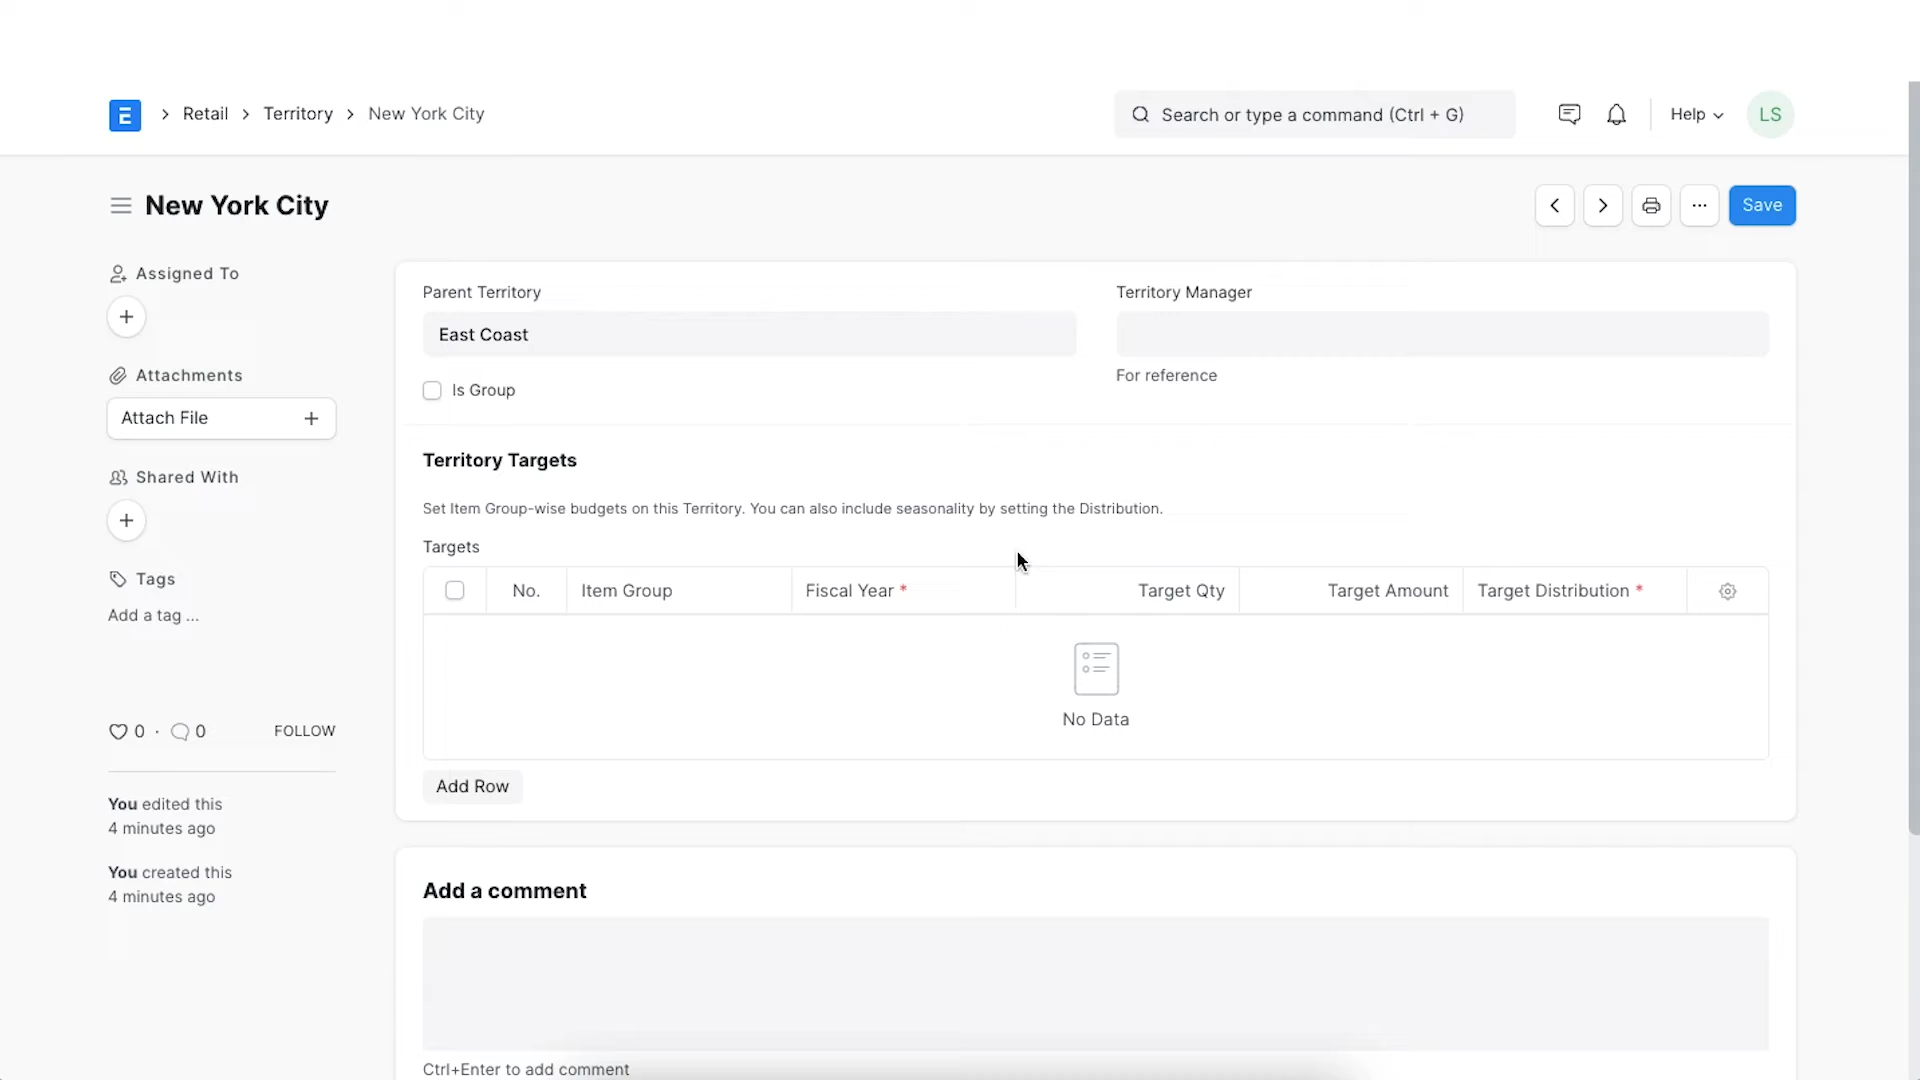 E
Retail
Territory
New York City
Search or type a command (Ctrl + G)
Help
LS
New York City
Save
Assigned To
Attachments
Attach File
Shared With
Tags
Add a tag ...
0 · 0
FOLLOW
You edited this
4 minutes ago
You created this
4 minutes ago
Parent Territory
East Coast
Is Group
Territory Manager
For reference
Territory Targets
Set Item Group-wise budgets on this Territory. You can also include seasonality by setting the Distribution.
Targets
No. Item Group Fiscal Year * Target Qty Target Amount Target Distribution *
No Data
Add Row
Add a comment
Ctrl+Enter to add comment